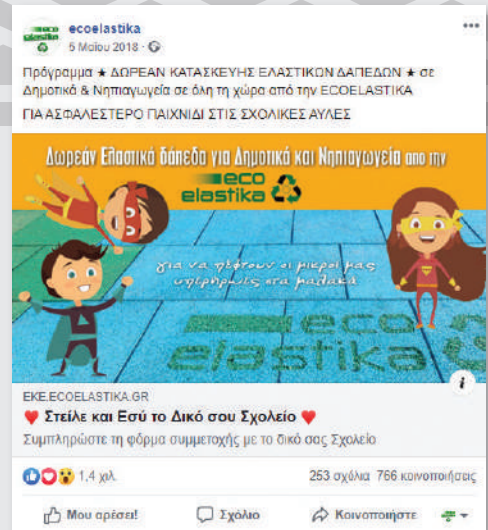 ecoelastika
5 Μαΐου 2018
Πρόγραμμα ★ ΔΩΡΕΑΝ ΚΑΤΑΣΚΕΥΗΣ ΕΛΑΣΤΙΚΩΝ ΔΑΠΕΔΩΝ ★ σε
Δημοτικά & Νηπιαγωγεία σε όλη τη χώρα από την ECOELASTIKA
ΓΙΑ ΑΣΦΑΛΕΣΤΕΡΟ ΠΑΙΧΝΙΔΙ ΣΤΙΣ ΣΧΟΛΙΚΕΣ ΑΥΛΕΣ
Δωρεάν Ελαστικά δάπεδα για Δημοτικά και Νηπιαγωγεία απο την
eco
elastika
για να πέφτουν οι μικροί μας
υπερήρωες στα μαλακά
eco
elastika
EKE.ECOELASTIKA.GR
♥ Στείλε και Εσύ το Δικό σου Σχολείο ♥
Συμπληρώστε τη φόρμα συμμετοχής με το δικό σας Σχολείο
1,4 χιλ.
253 σχόλια 766 κοινοποιήσεις
Μου αρέσει!
Σχόλιο
Κοινοποιήστε